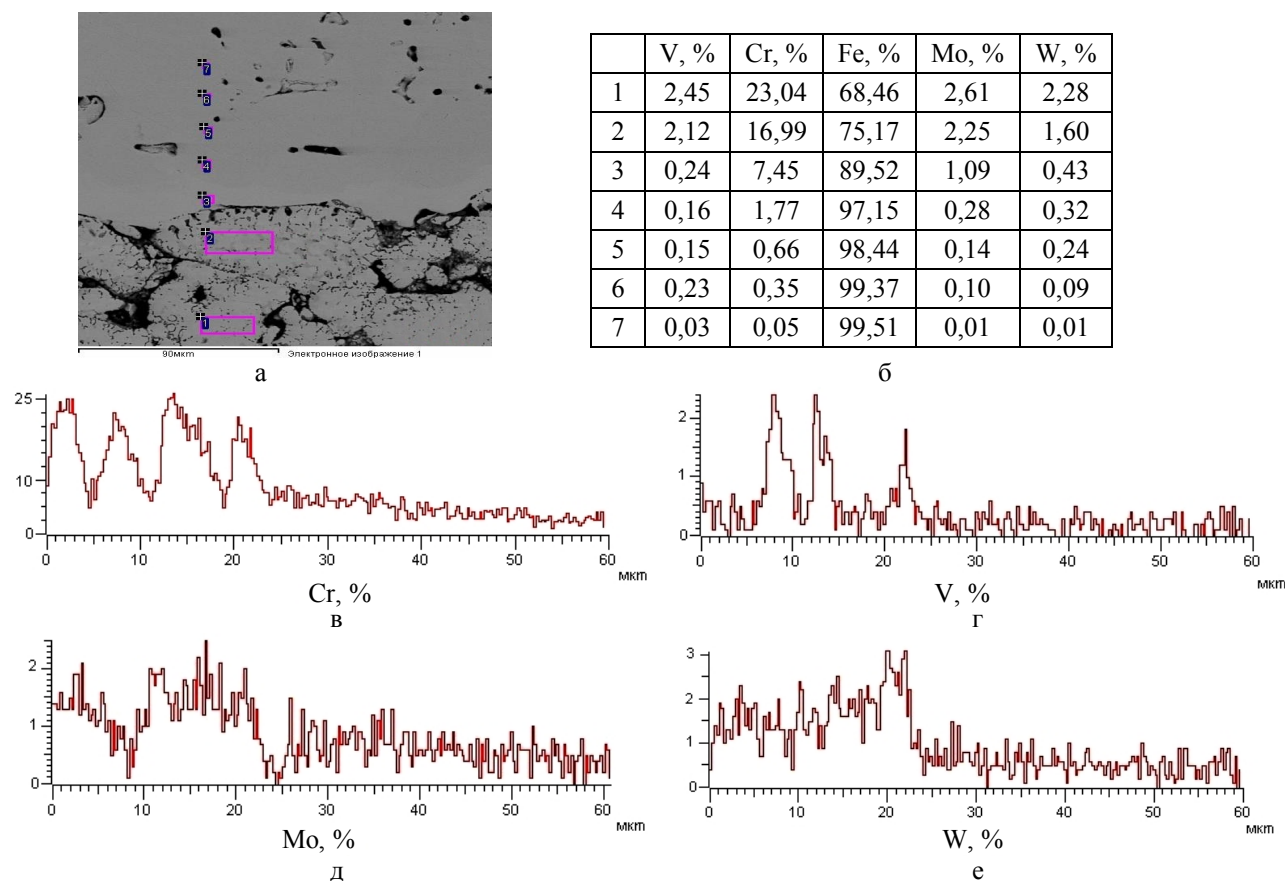 7
6
5
4
3
2
1
90мкm Электронное изображение 1
а
V, % Cr, % Fe, % Mo, % W, %
1 2,45 23,04 68,46 2,61 2,28
2 2,12 16,99 75,17 2,25 1,60
3 0,24 7,45 89,52 1,09 0,43
4 0,16 1,77 97,15 0,28 0,32
5 0,15 0,66 98,44 0,14 0,24
6 0,23 0,35 99,37 0,10 0,09
7 0,03 0,05 99,51 0,01 0,01
б
25
10
0
0 10 20 30 40 50 60
мкm
Cr, %
в
2
1
0
0 10 20 30 40 50 60
мкm
V, %
г
2
1
0
0 10 20 30 40 50 60
мкm
Mo, %
д
3
2
1
0
0 10 20 30 40 50 60
мкm
W, %
е